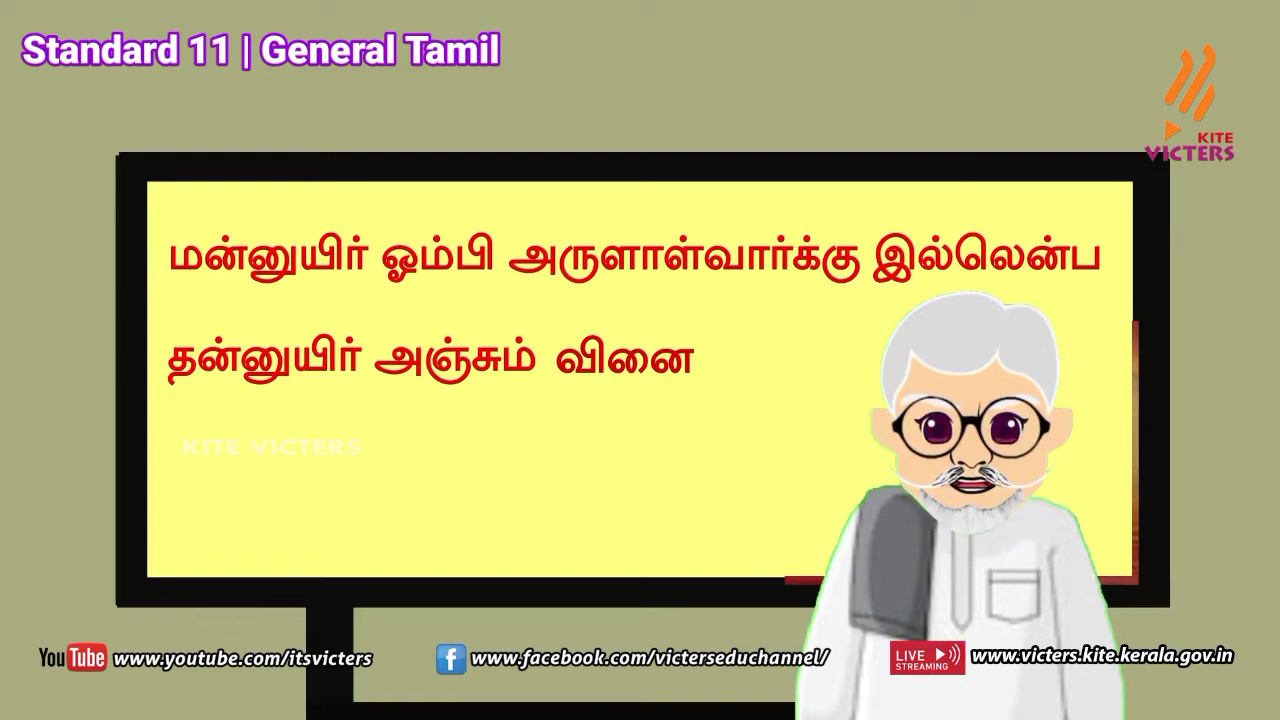 Standard 11 | General Tamil
KITE
VICTERS
மன்னுயிர் ஓம்பி அருளாள்வார்க்கு இல்லென்ப
தன்னுயிர் அஞ்சும் வினை
KITE VICTERS
YouTube www.youtube.com/itsvicters
f www.facebook.com/victerseduchannel/
LIVE STREAMING www.victers.kite.kerala.gov.in